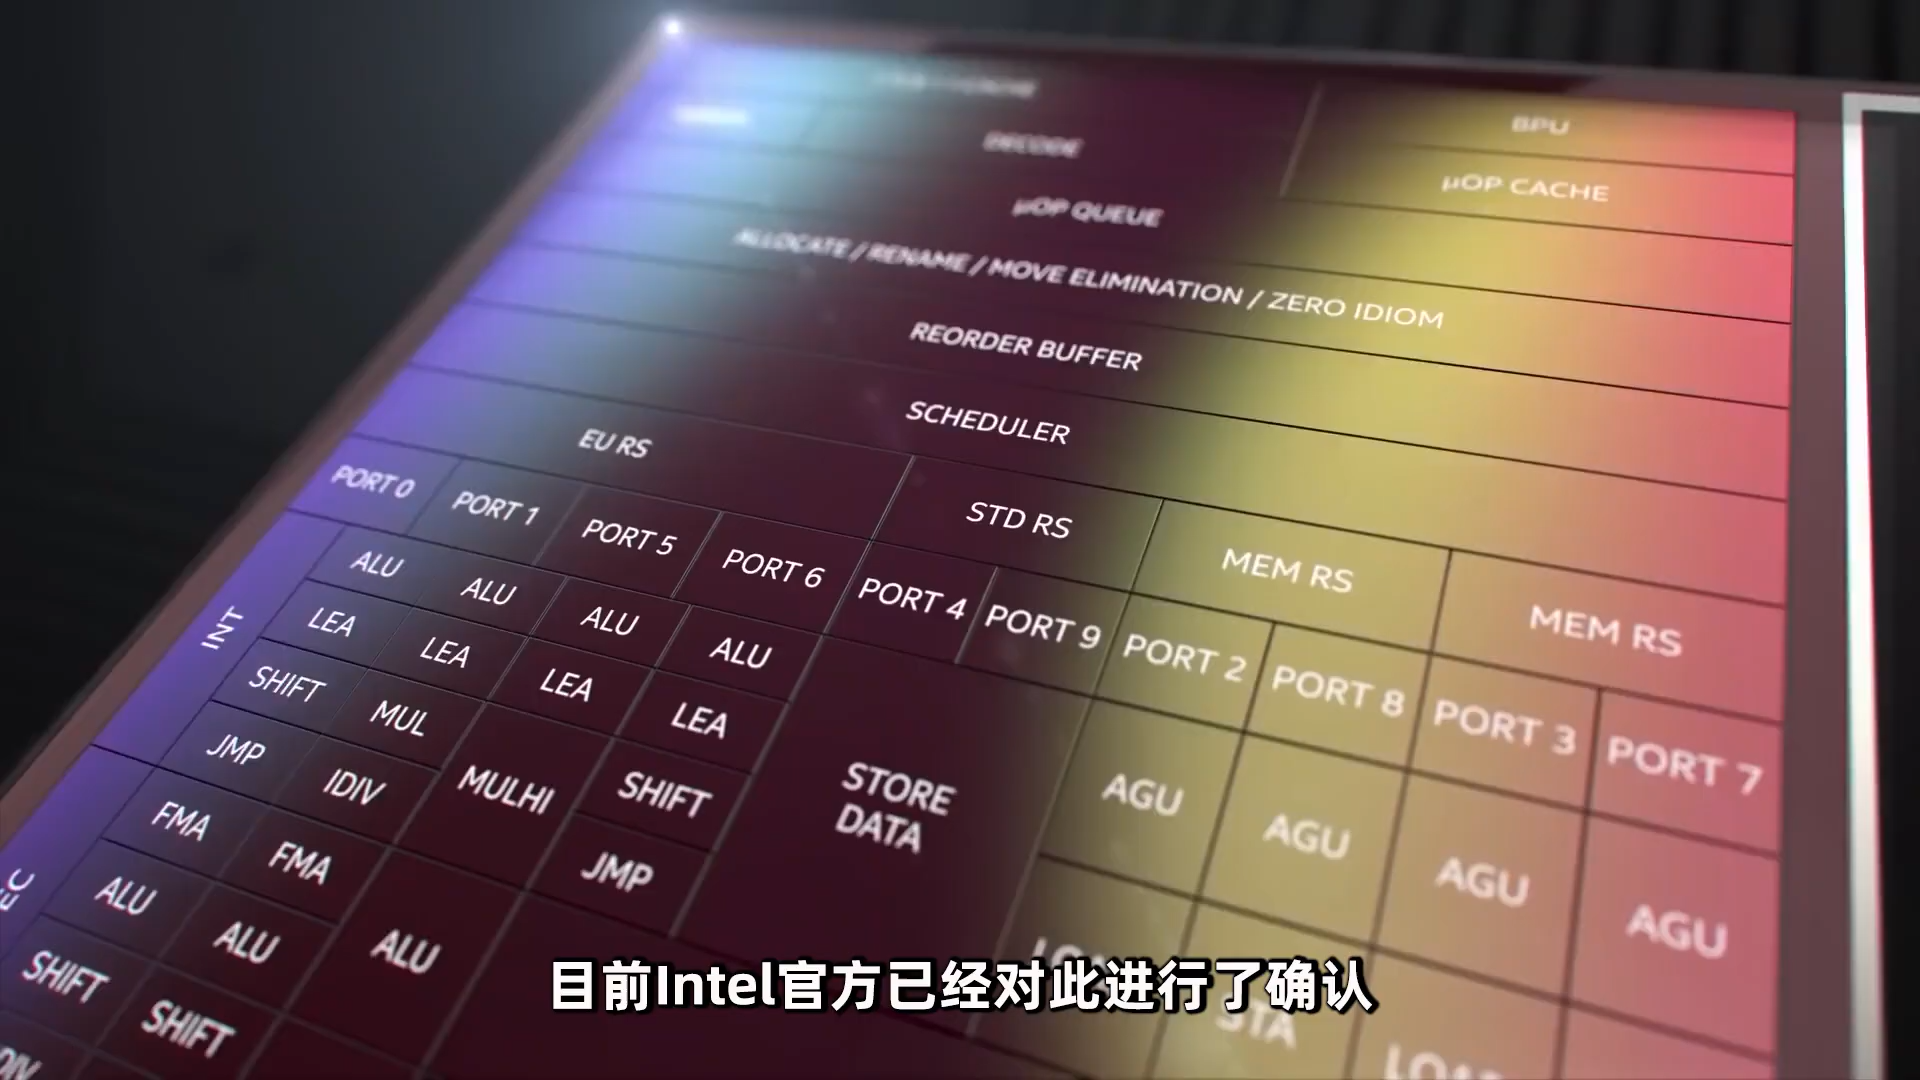 BPU
DECODE
μOP CACHE
μOP QUEUE
ALLOCATE / RENAME / MOVE ELIMINATION / ZERO IDIOM
REORDER BUFFER
SCHEDULER
EU RS
STD RS
MEM RS
MEM RS
PORT 0
PORT 1
PORT 5
PORT 6
PORT 4
PORT 9
PORT 2
PORT 8
PORT 3
PORT 7
INT
ALU
ALU
ALU
ALU
LEA
LEA
LEA
LEA
SHIFT
MUL
MULHI
SHIFT
JMP
IDIV
JMP
STORE
DATA
AGU
AGU
AGU
AGU
FMA
FMA
ALU
ALU
ALU
SHIFT
SHIFT
STA
目前Intel官方已经对此进行了确认